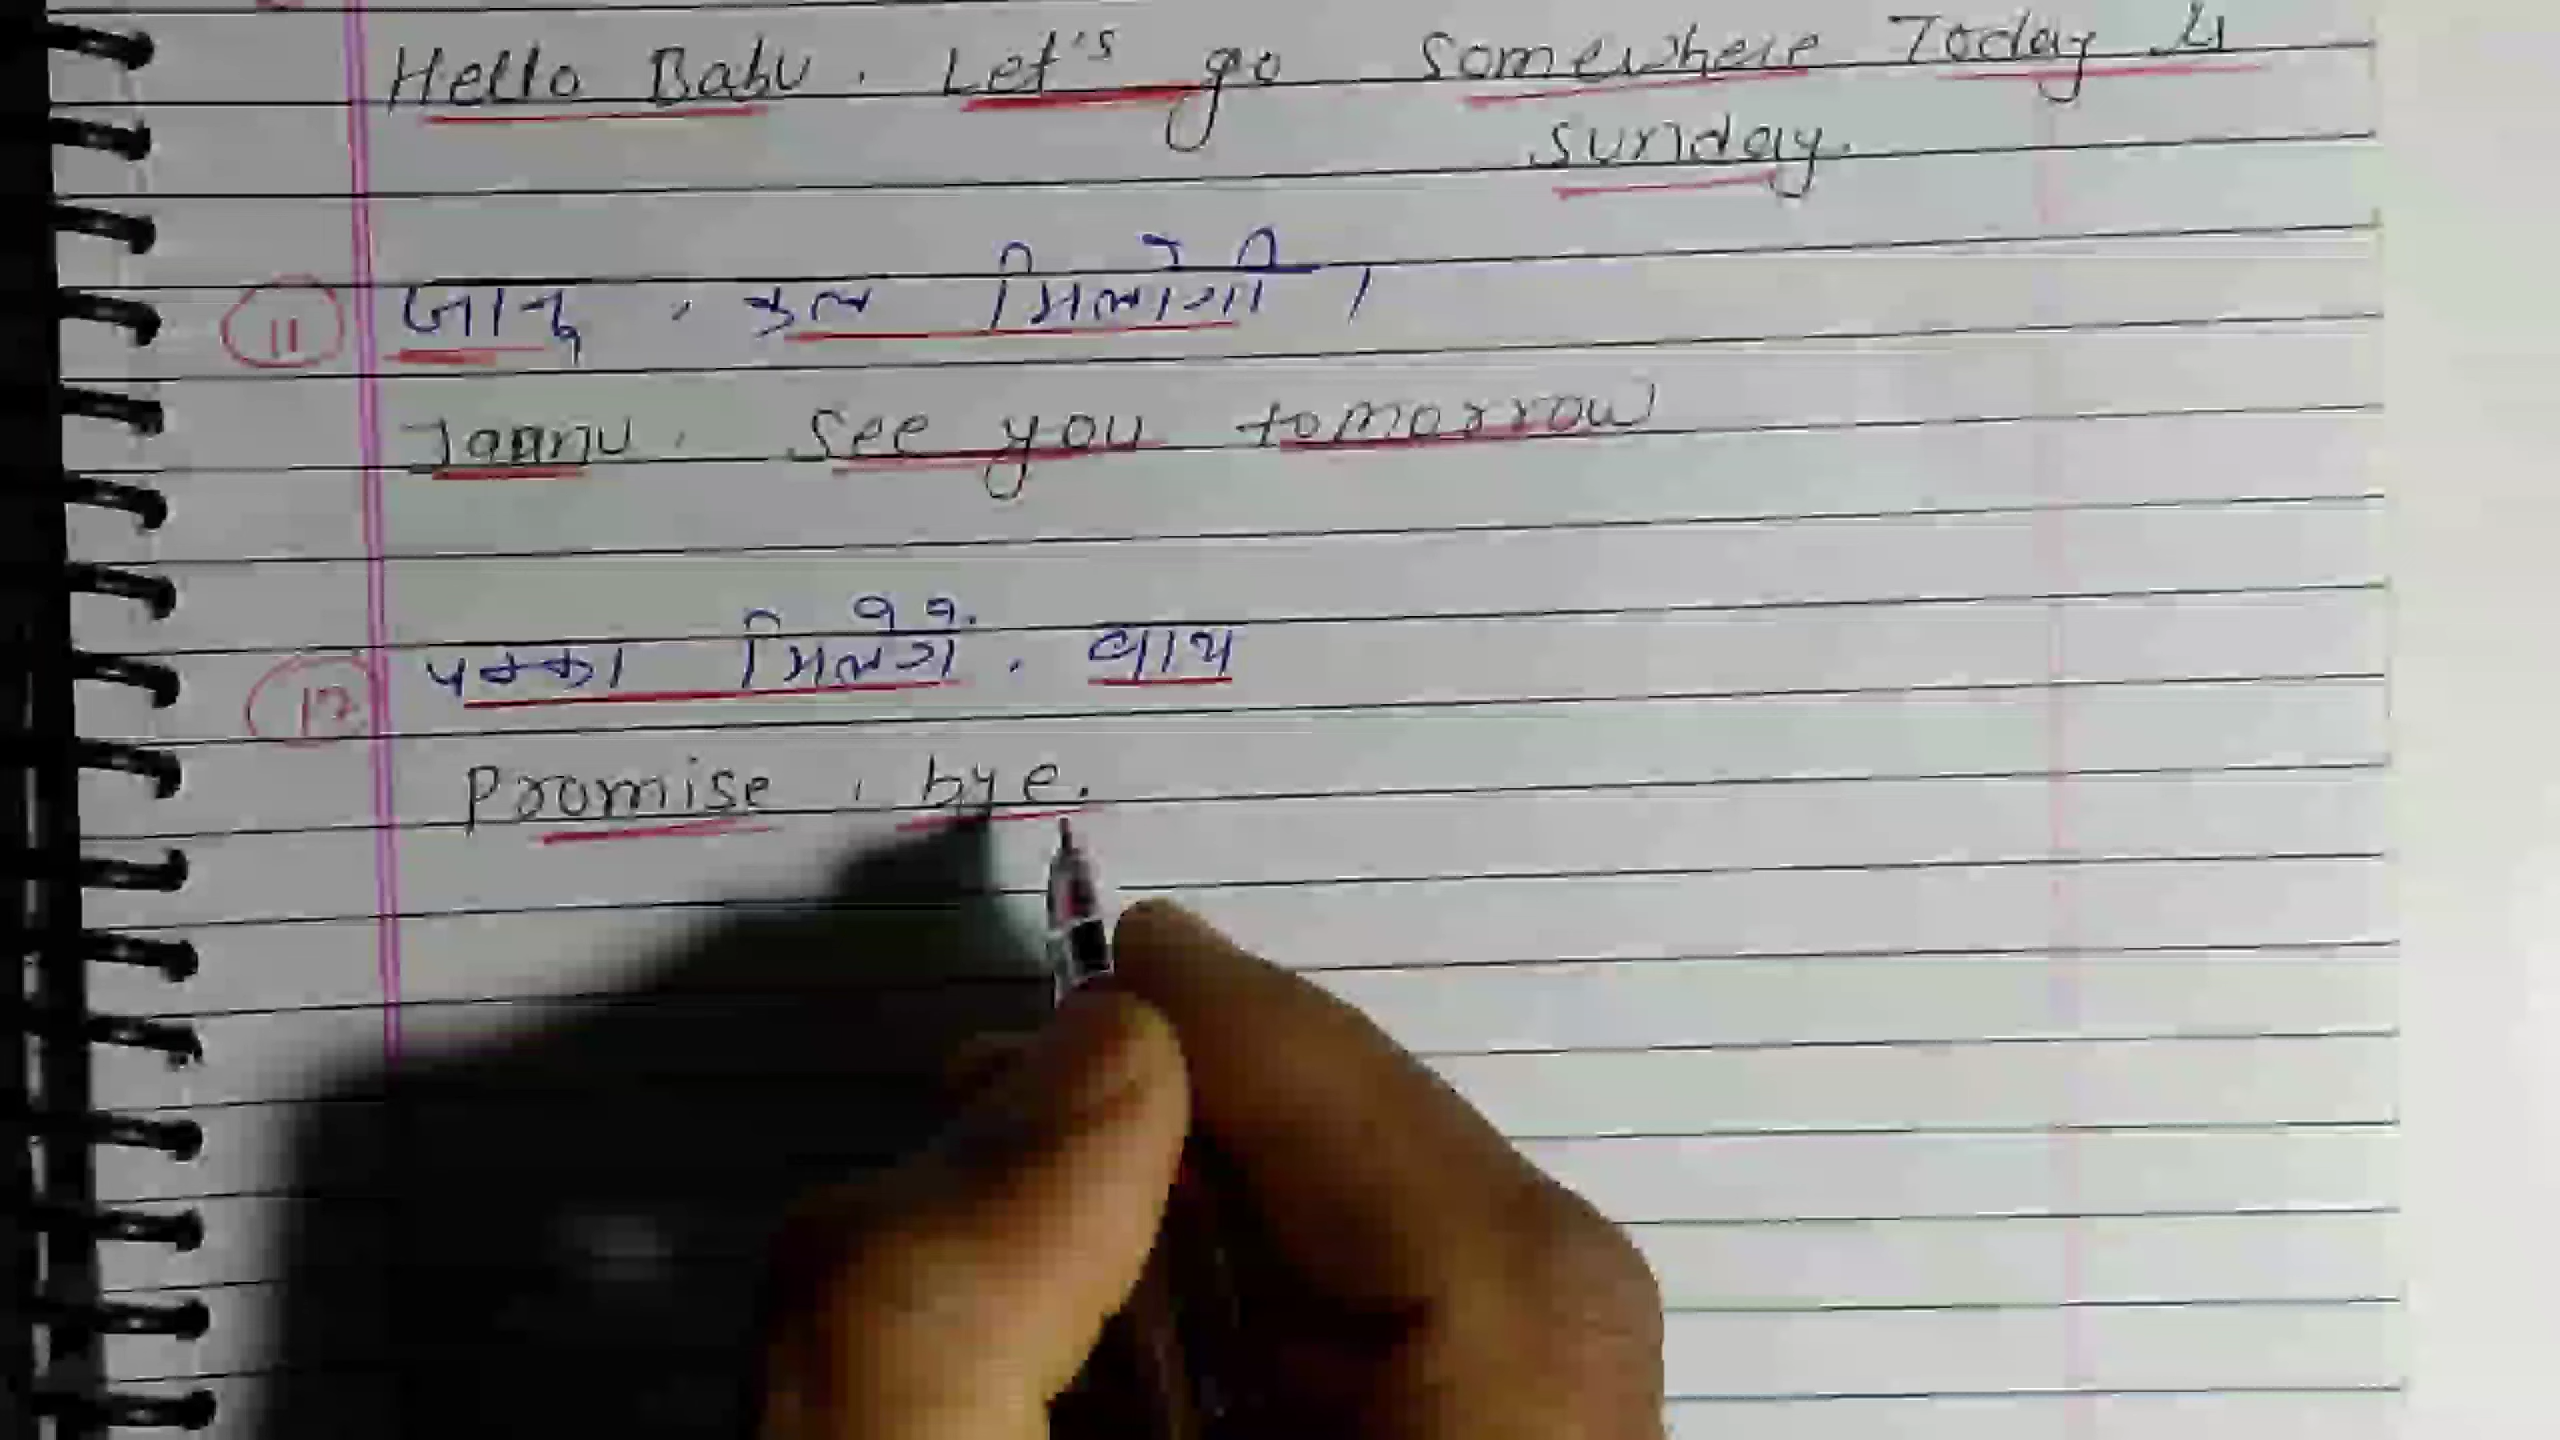 Hello Babu, Let's go somewhere Today is
sunday.
11 जानू, कल मिलोगी।
Jaanu, See you tomorrow
12 पक्का मिलेंगे, बाय
Promise, bye.